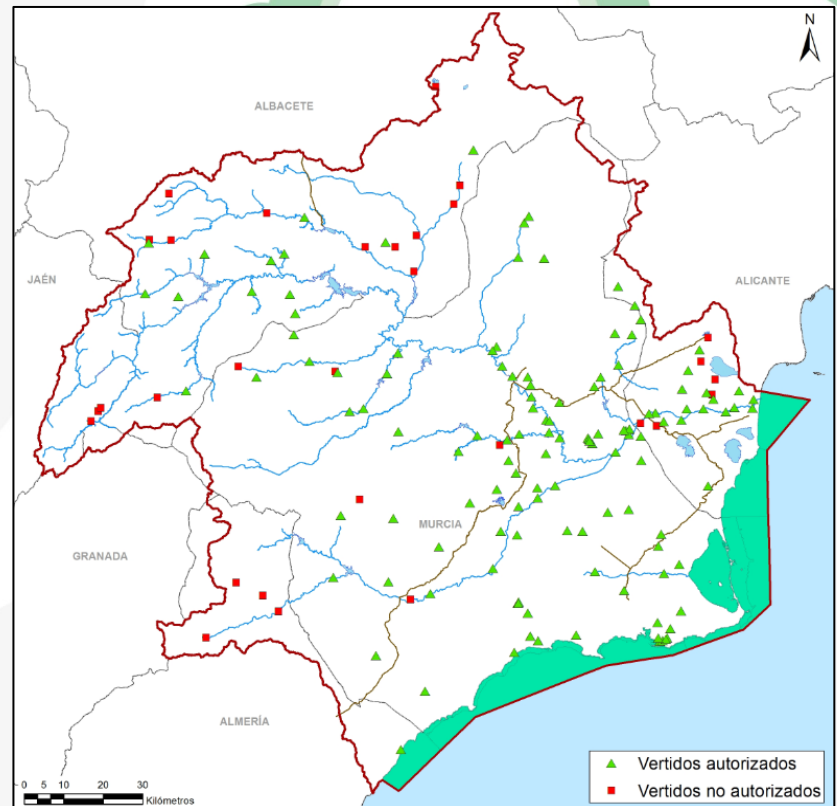 N
ALBACETE
JAÉN
ALICANTE
MURCIA
GRANADA
ALMERÍA
Vertidos autorizados
Vertidos no autorizados
0 5 10 20 30
Kilómetros